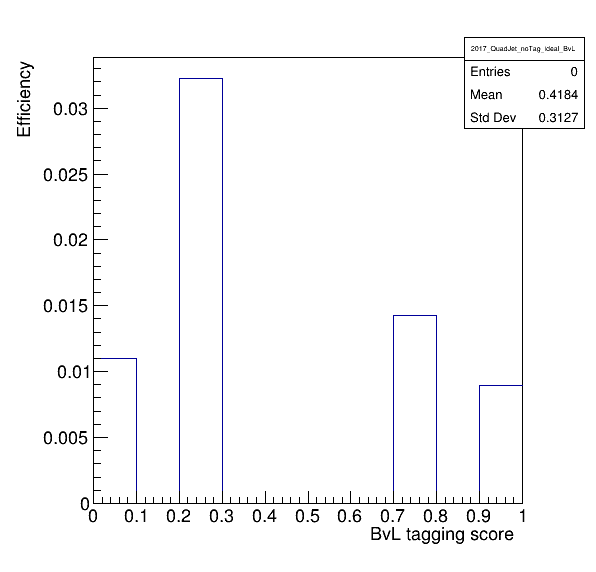 2017_QuadJet_noTag_ideal_BvL
Entries 0
Mean 0.4184
Std Dev 0.3127
Efficiency
0.03
0.025
0.02
0.015
0.01
0.005
0
0 0.1 0.2 0.3 0.4 0.5 0.6 0.7 0.8 0.9 1
BvL tagging score